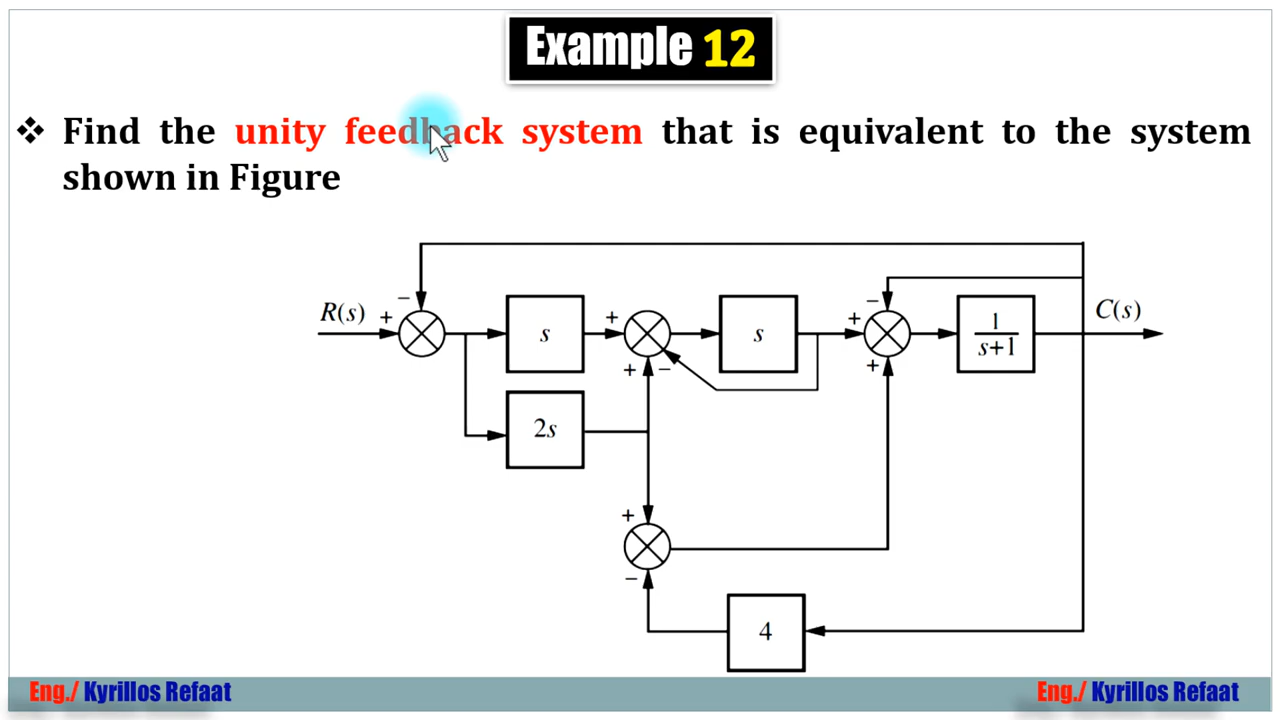 Example 12
❖ Find the unity feedback system that is equivalent to the system
shown in Figure
R(s) + − s + + − s + − + 1/(s+1) C(s)
2s
+
−
4
Eng./ Kyrillos Refaat Eng./ Kyrillos Refaat